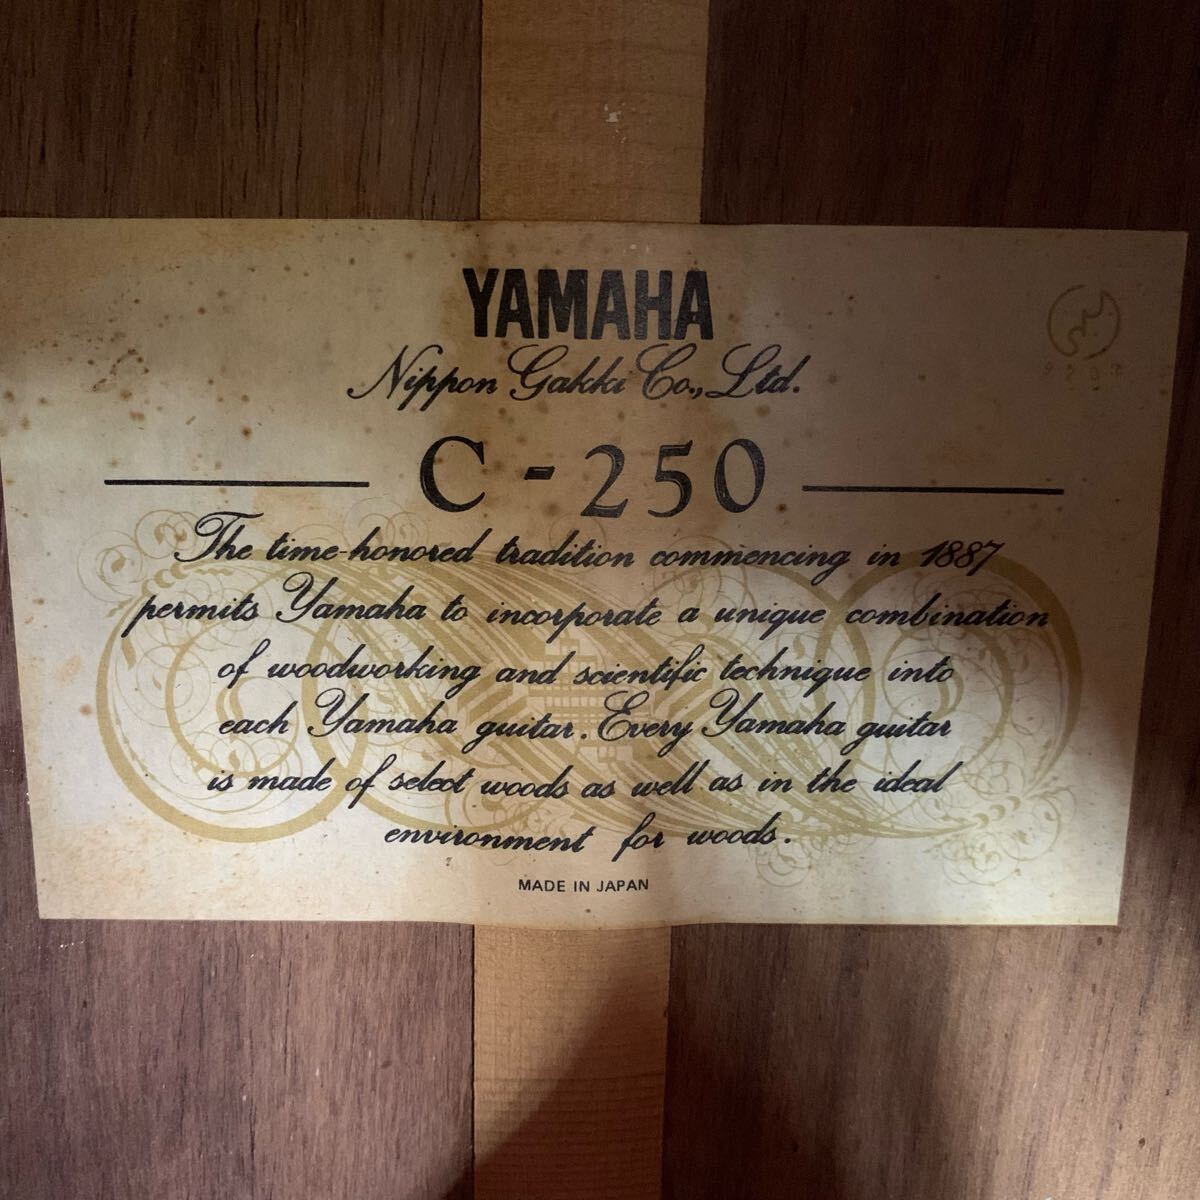 YAMAHA
Nippon Gakki Co., Ltd.
C - 250
The time-honored tradition commencing in 1887
permits Yamaha to incorporate a unique combination
of woodworking and scientific technique into
each Yamaha guitar. Every Yamaha guitar
is made of select woods as well as in the ideal
environment for woods.
MADE IN JAPAN